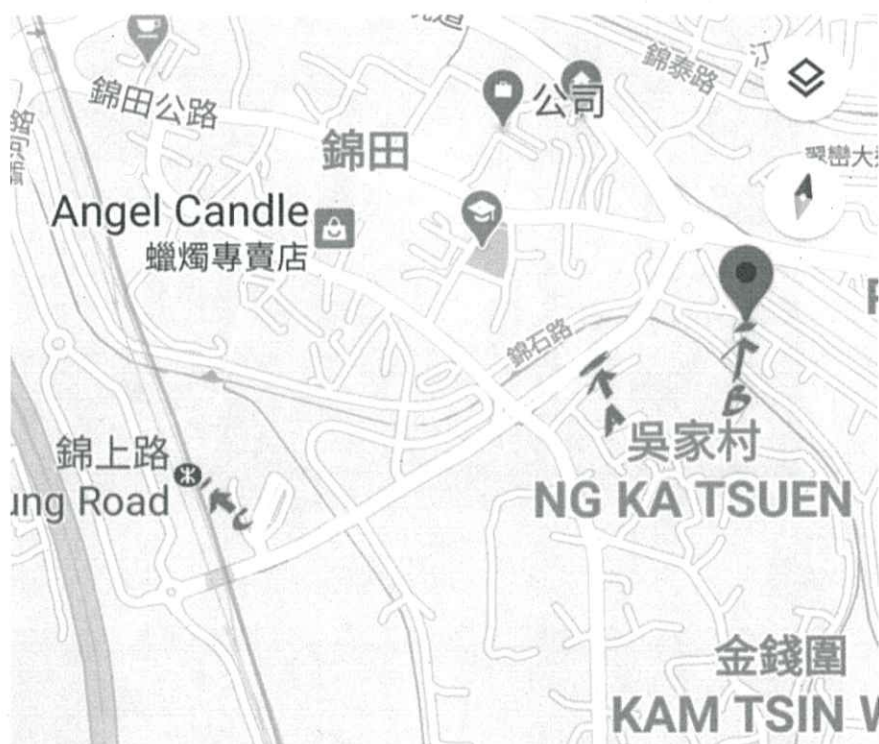 錦田公路
錦泰路
公司
錦田
Angel Candle
蠟燭專賣店
錦石路
A
B
吳家村
NG KA TSUEN
錦上路
ung Road
C
金錢圍
KAM TSIN W